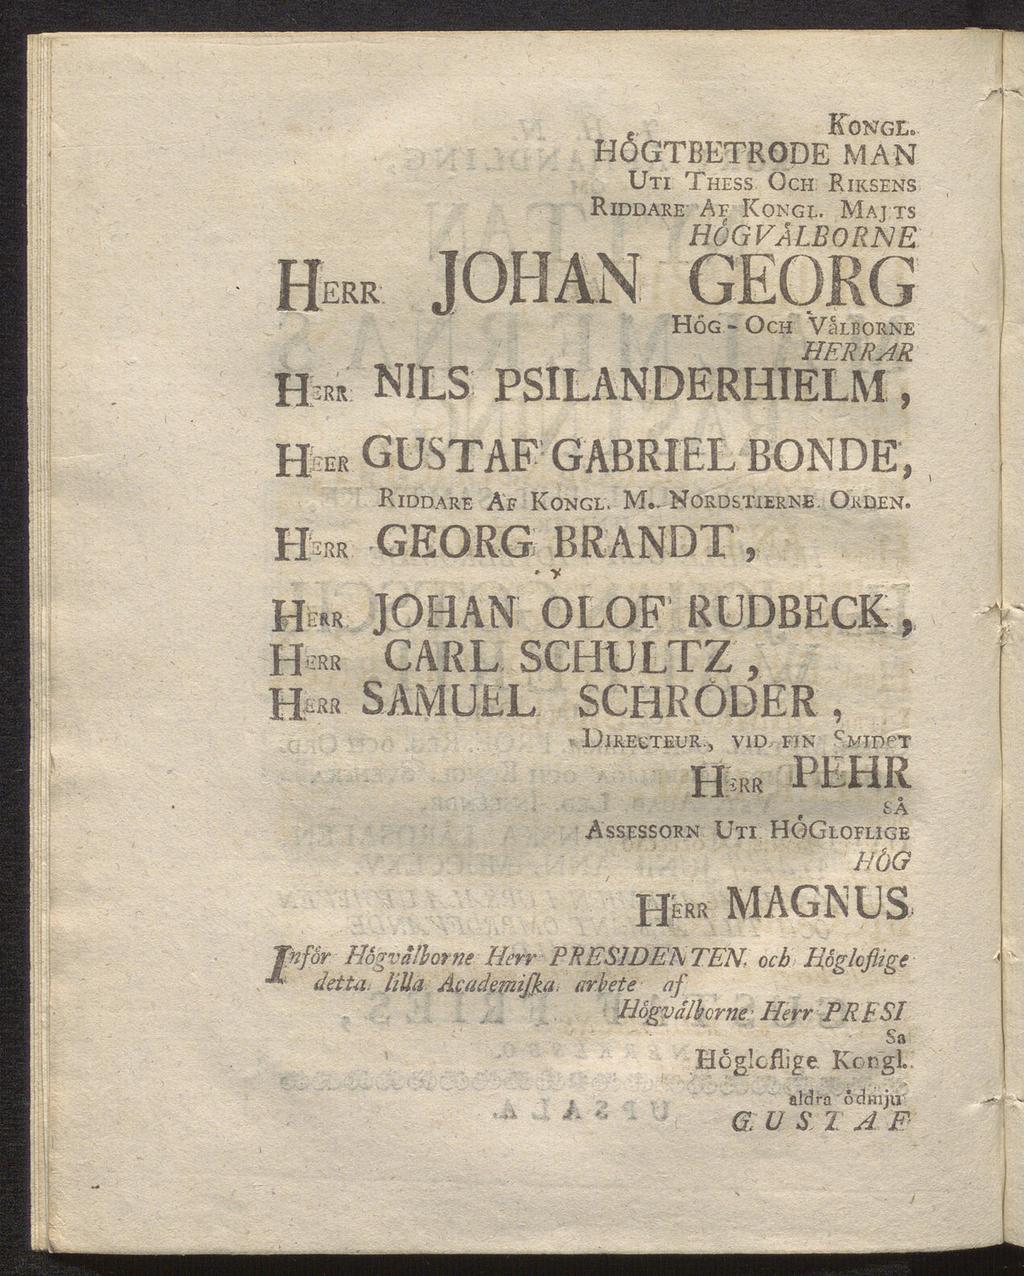 KONGL.
HÖGTBETRODE MAN
UTI THESS OCH RIKSENS
RIDDARE AF KONGL. MAJTS
HÖGVÅLBORNE
HERR JOHAN GEORG
HÖG - OCH VÅLBORNE
HERRAR
HERR NILS PSILANDERHIELM,
HERR GUSTAF GABRIEL BONDE,
RIDDARE AF KONGL. M. NORDSTIERNE ORDEN.
HERR GEORG BRANDT,
HERR JOHAN OLOF RUDBECK,
HERR CARL SCHULTZ,
HERR SAMUEL SCHRÖDER,
DIRECTEUR, VID FIN SMIDET
HERR PEHR
SÅ
ASSESSORN UTI HÖGLOFLIGE
HÖG
HERR MAGNUS
Inför Högvålborne Herr PRESIDENTEN, och Högloflige
detta lilla Academiſka arbete af
Högvålborne Herr PRESI
Sa
Högloflige Kongl.
aldra ödmju
GUSTAF